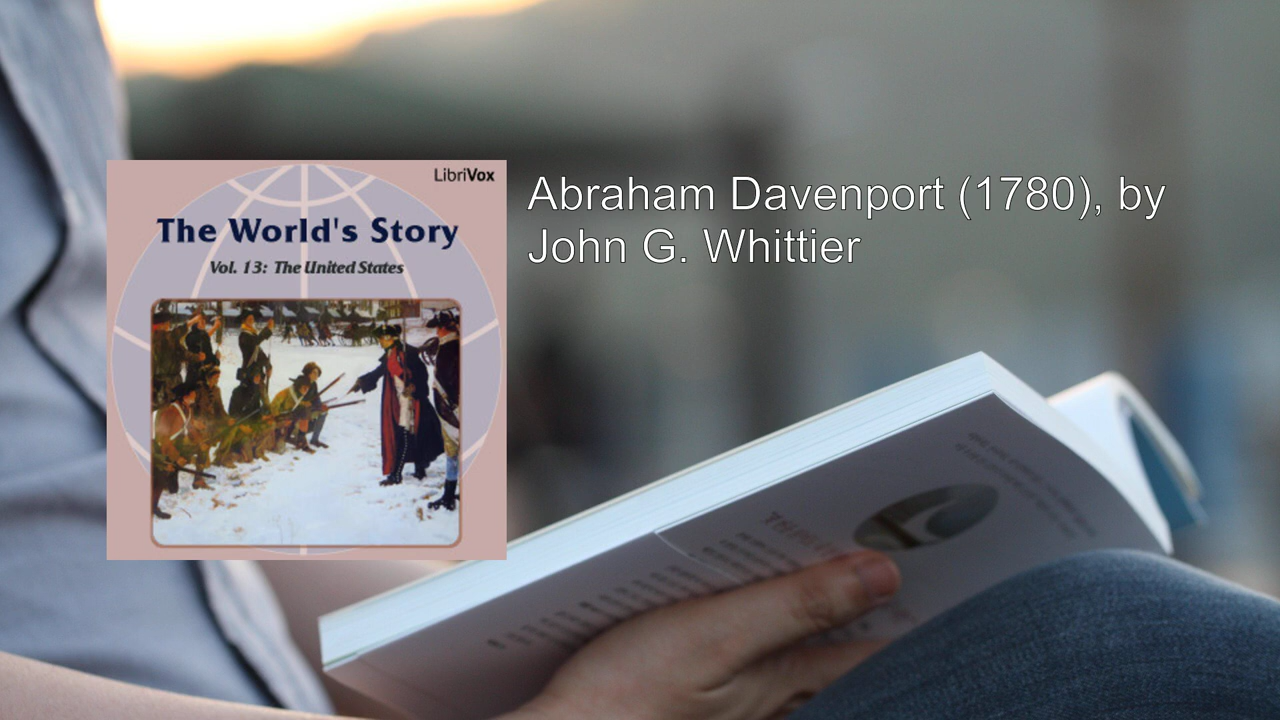 LibriVox
The World's Story
Vol. 13: The United States
Abraham Davenport (1780), by
John G. Whittier